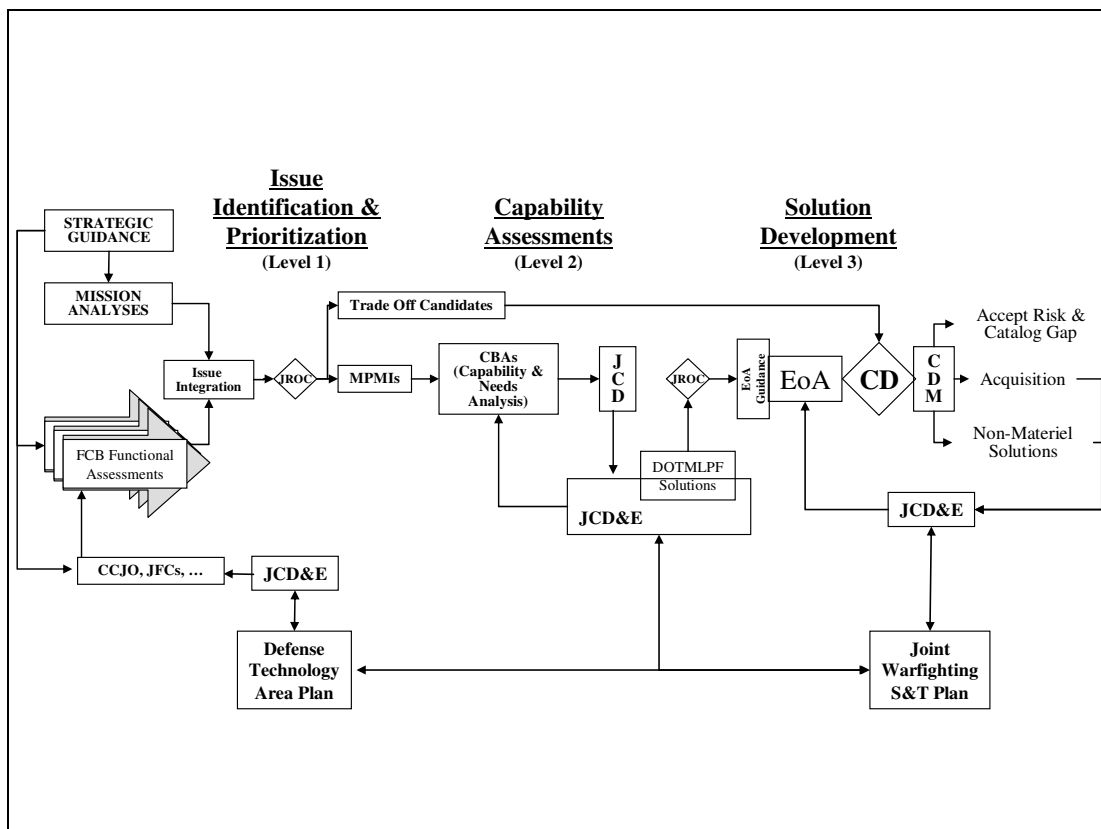 Issue
Identification &
Prioritization
(Level 1)
Capability
Assessments
(Level 2)
Solution
Development
(Level 3)
STRATEGIC
GUIDANCE
MISSION
ANALYSES
Issue
Integration
FCB Functional
Assessments
CCJO, JFCs, …
JCD&E
Defense
Technology
Area Plan
JROC
Trade Off Candidates
MPMIs
CBAs
(Capability &
Needs
Analysis)
J
C
D
DOTMLPF
Solutions
JCD&E
JROC
EoA
Guidance
EoA
CD
C
D
M
Accept Risk &
Catalog Gap
Acquisition
Non-Materiel
Solutions
JCD&E
Joint
Warfighting
S&T Plan